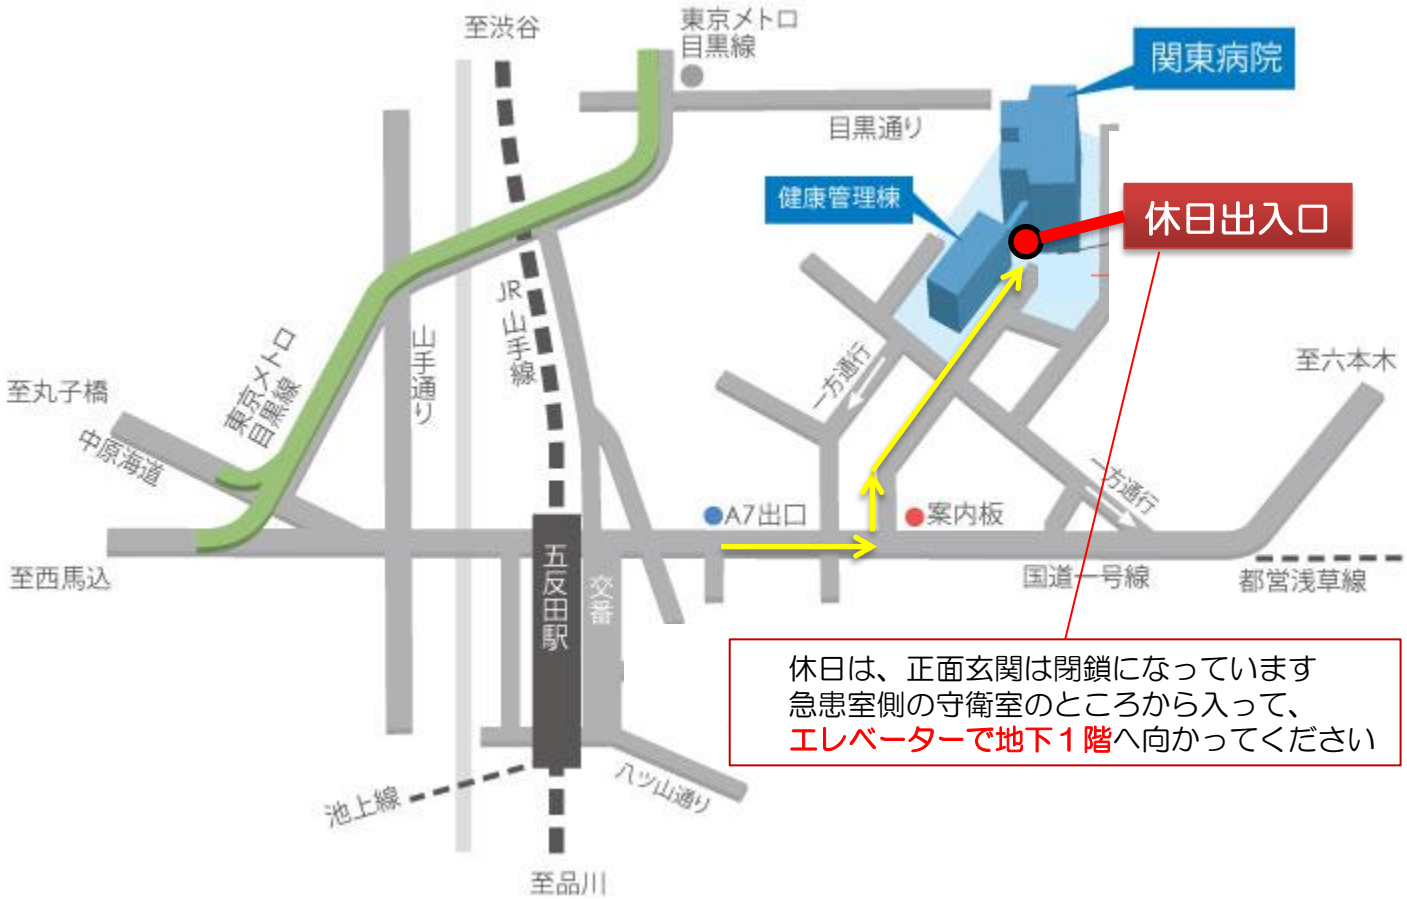 至渋谷
東京メトロ
目黒線
関東病院
目黒通り
健康管理棟
休日出入口
JR
山手線
山手通り
東京メトロ
目黒線
至丸子橋
中原海道
一方通行
至六本木
一方通行
A7出口
案内板
至西馬込
五反田駅
交番
国道一号線
都営浅草線
休日は、正面玄関は閉鎖になっています
急患室側の守衛室のところから入って、
エレベーターで地下1階へ向かってください
池上線
八ツ山通り
至品川